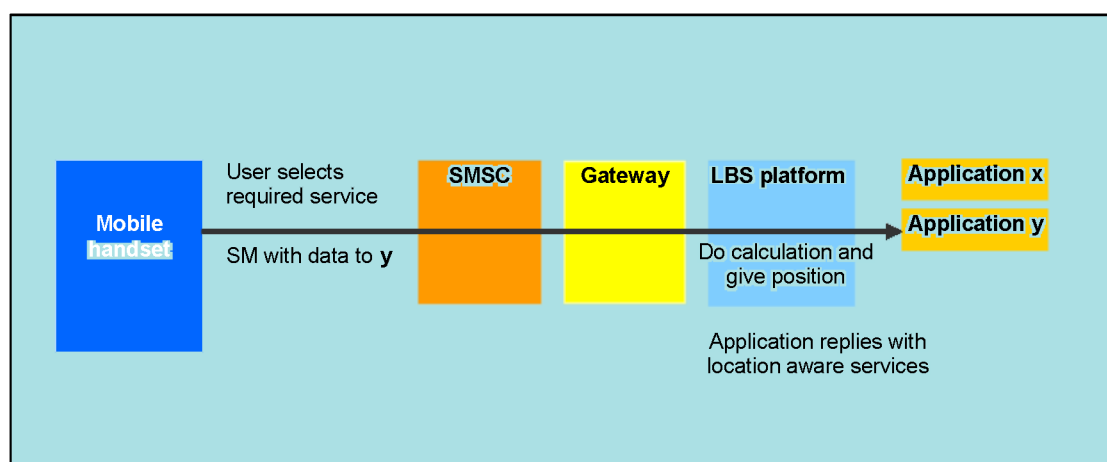 Mobile
handset
User selects
required service
SM with data to y
SMSC
Gateway
LBS platform
Do calculation and
give position
Application replies with
location aware services
Application x
Application y